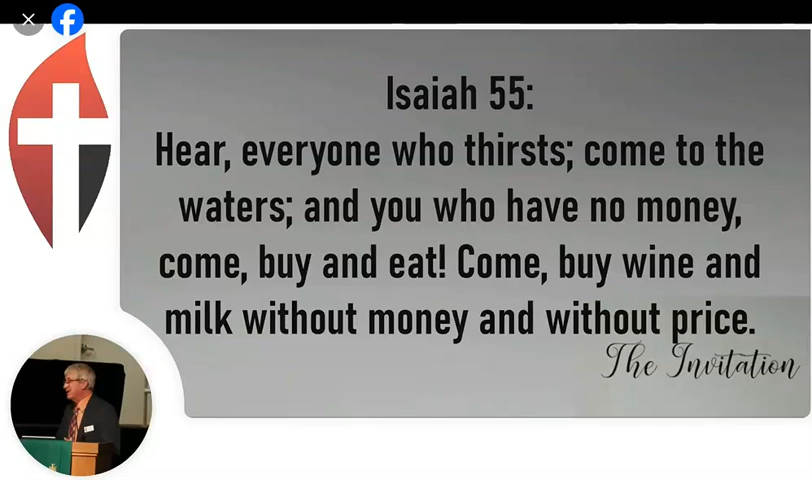 Isaiah 55:
Hear, everyone who thirsts; come to the
waters; and you who have no money,
come, buy and eat! Come, buy wine and
milk without money and without price.
The Invitation